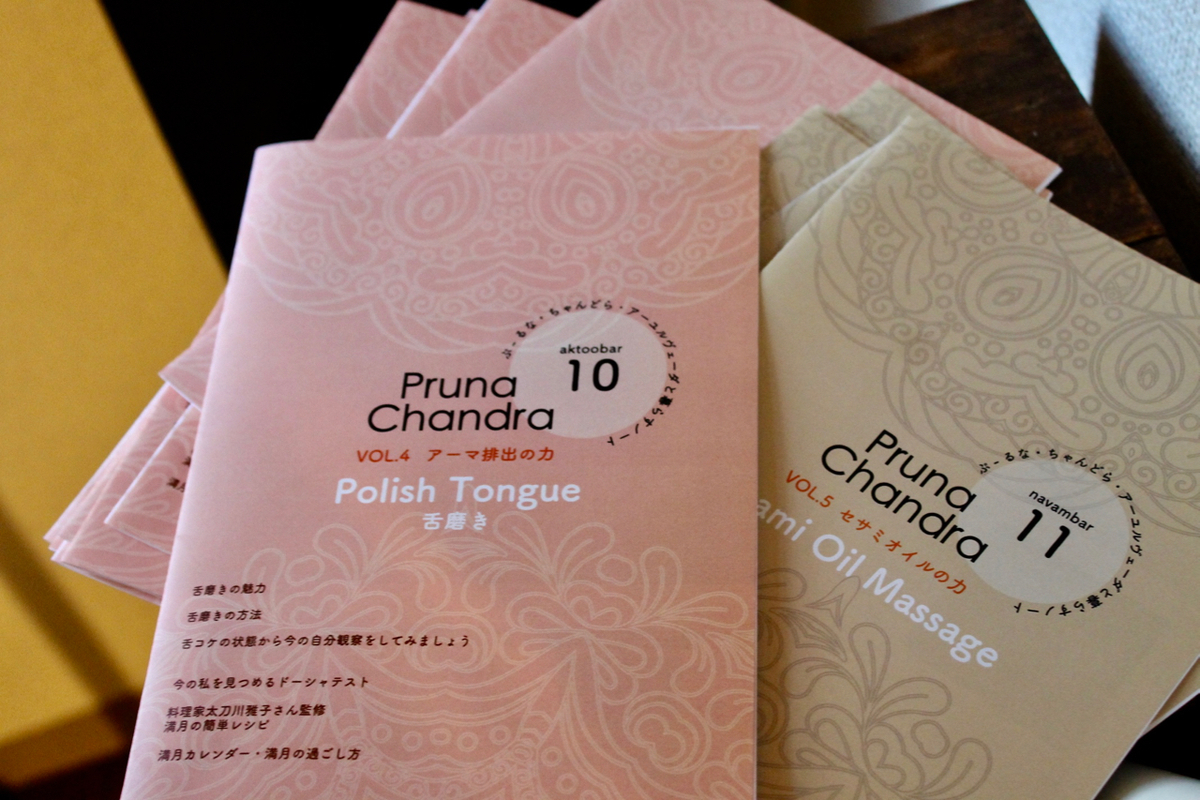 ぷーるな・ちゃんどら・アーユルヴェーダと暮らすノート
aktoobar
10
Pruna
Chandra
VOL.4 アーマ排出の力
Polish Tongue
舌磨き
舌磨きの魅力
舌磨きの方法
舌コケの状態から今の自分観察をしてみましょう
今の私を見つめるドーシャテスト
料理家太刀川雅子さん監修
満月の簡単レシピ
満月カレンダー・満月の過ごし方
ぷーるな・ちゃんどら・アーユルヴェーダと暮らすノート
navambar
11
Pruna
Chandra
VOL.5 セサミオイルの力
ami Oil Massage